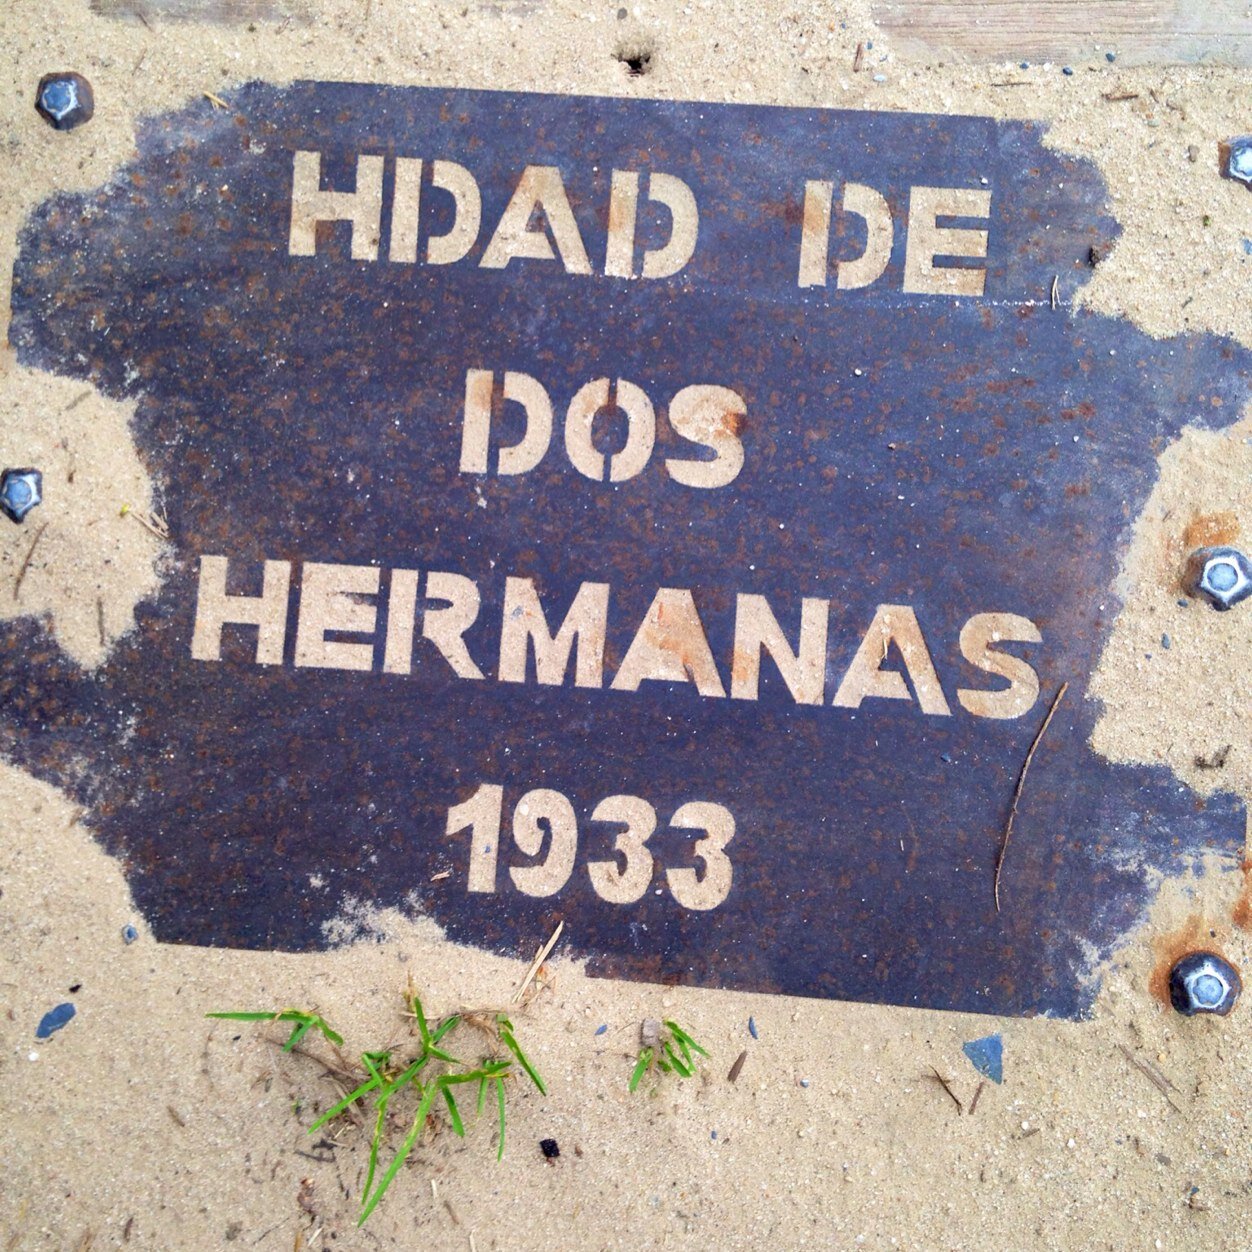 HDAD DE
DOS
HERMANAS
1933